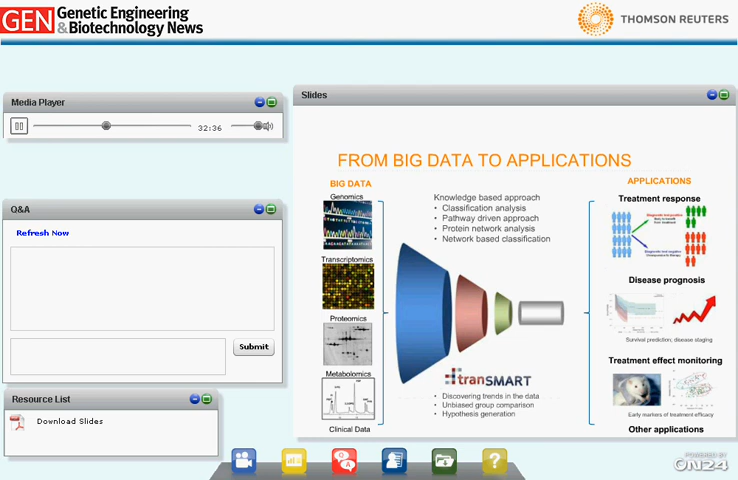 GEN Genetic Engineering
&Biotechnology News
THOMSON REUTERS
Media Player
32:36
Q&A
Refresh Now
Submit
Resource List
Download Slides
Slides
FROM BIG DATA TO APPLICATIONS
BIG DATA
Genomics
Transcriptomics
Proteomics
Metabolomics
Clinical Data
Knowledge based approach
• Classification analysis
• Pathway driven approach
• Protein network analysis
• Network based classification
tranSMART
• Discovering trends in the data
• Unbiased group comparison
• Hypothesis generation
APPLICATIONS
Treatment response
Disease prognosis
Survival prediction; disease staging
Treatment effect monitoring
Early markers of treatment efficacy
Other applications
Q
A
?
POWERED BY
ON24